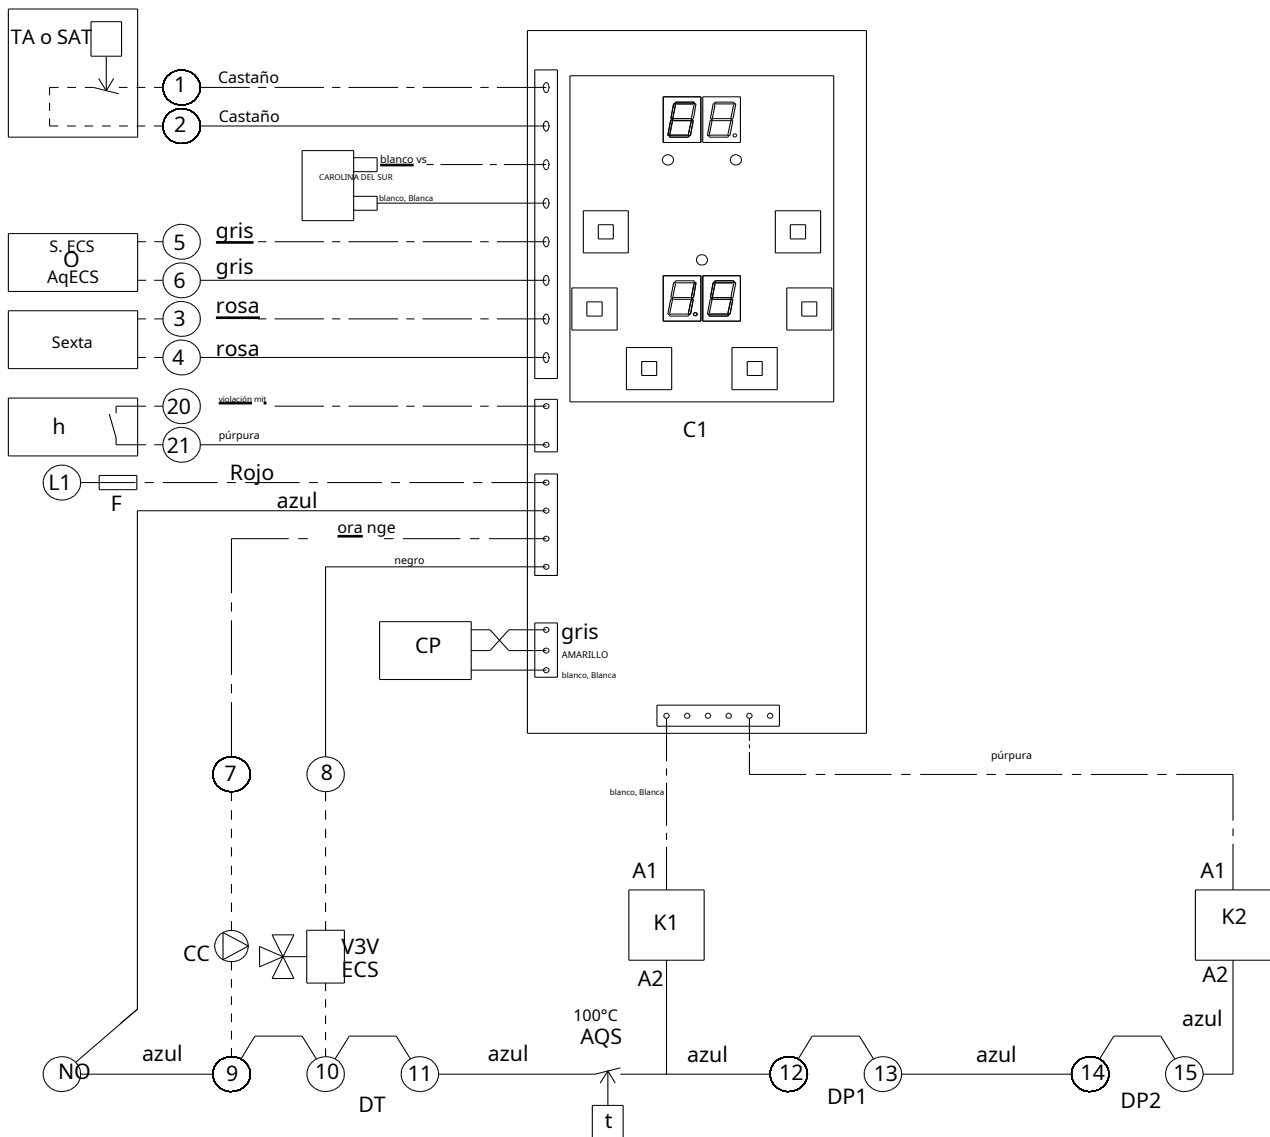 TA o SAT
1
Castaño
2
Castaño
blanco vs
CAROLINA DEL SUR
blanco, Blanca
S. ECS
O
AqECS
5
gris
6
gris
Sexta
3
rosa
4
rosa
h
20
violación mit
21
púrpura
L1
F
Rojo
azul
ora nge
negro
C1
CP
gris
AMARILLO
blanco, Blanca
7
8
púrpura
blanco, Blanca
A1
K1
A2
A1
K2
A2
azul
CC
V3V
ECS
100°C
AQS
NO
azul
9
10
11
DT
azul
t
azul
12
13
DP1
azul
14
15
DP2